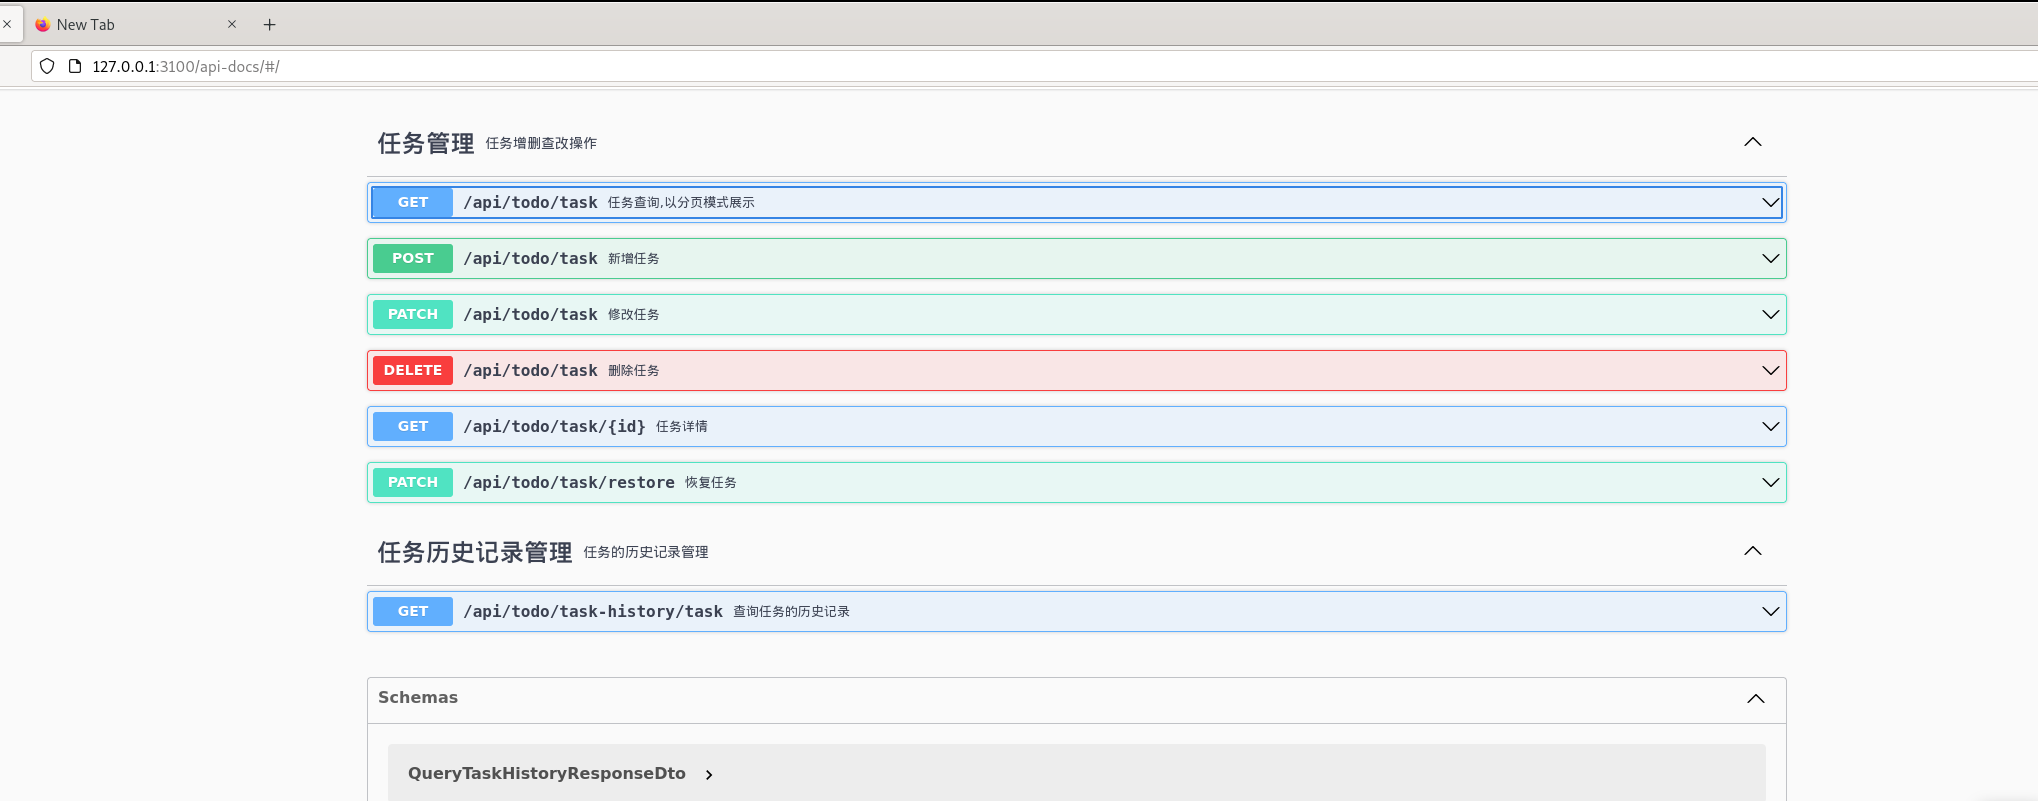 New Tab
127.0.0.1:3100/api-docs/#/
任务管理 任务增删查改操作
GET /api/todo/task 任务查询,以分页模式展示
POST /api/todo/task 新增任务
PATCH /api/todo/task 修改任务
DELETE /api/todo/task 删除任务
GET /api/todo/task/{id} 任务详情
PATCH /api/todo/task/restore 恢复任务
任务历史记录管理 任务的历史记录管理
GET /api/todo/task-history/task 查询任务的历史记录
Schemas
QueryTaskHistoryResponseDto